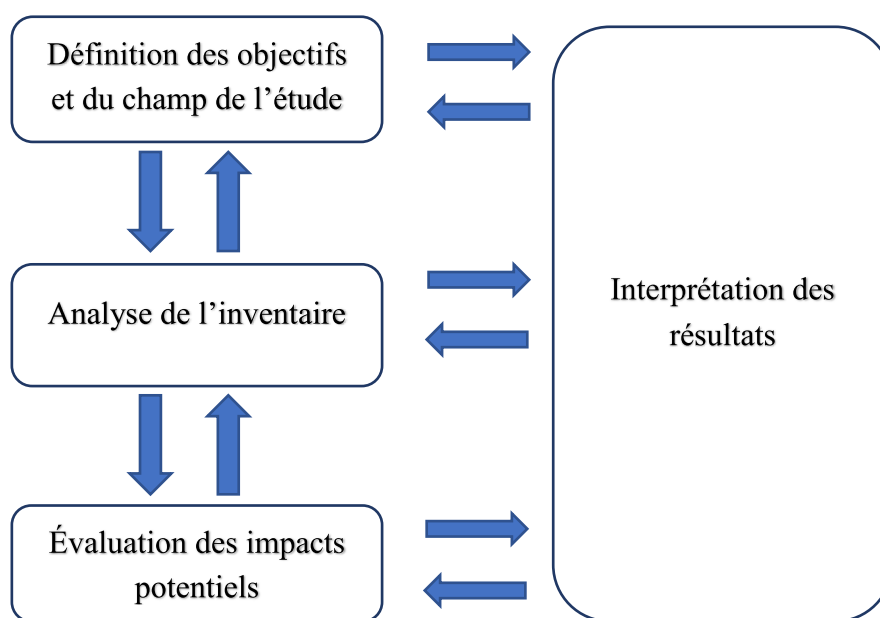 Définition des objectifs
et du champ de l’étude
Analyse de l’inventaire
Évaluation des impacts
potentiels
Interprétation des
résultats